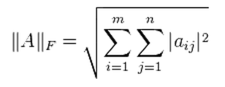 ‖A‖_F = √(∑_{i=1}^{m} ∑_{j=1}^{n} |a_{ij}|²)